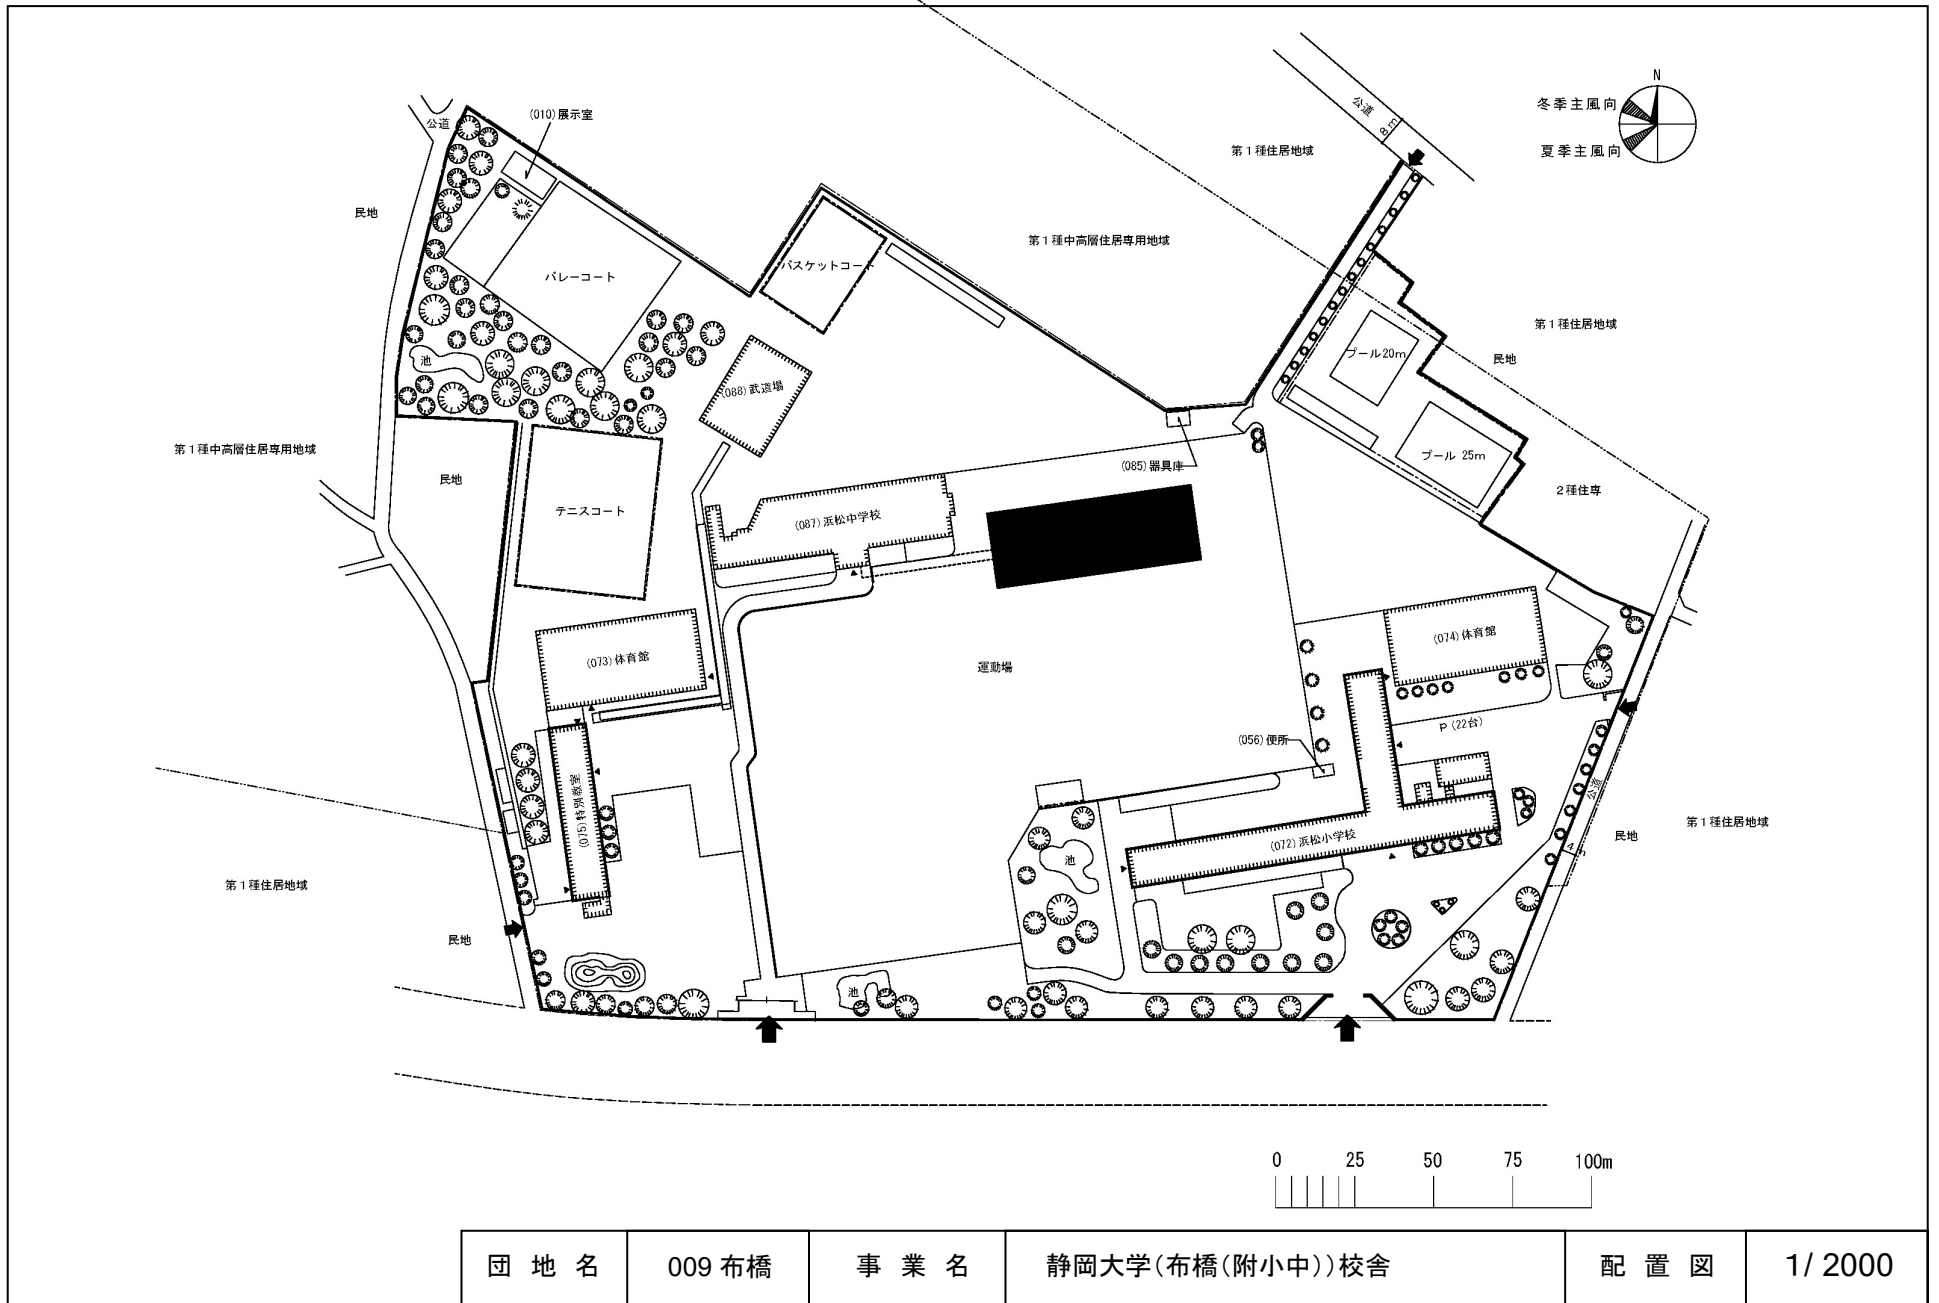 N
冬季主風向
夏季主風向
公道
8m
第1種住居地域
(010)展示室
公道
民地
第1種中高層住居専用地域
バスケットコート
バレーコート
第1種住居地域
民地
プール20m
池
(088)武道場
第1種中高層住居専用地域
民地
(085)器具庫
プール 25m
2種住専
テニスコート
(087)浜松中学校
(073)体育館
運動場
(074)体育館
P (22台)
(056)便所
(075)特別教室
公道
民地
第1種住居地域
(072)浜松小学校
4m
池
第1種住居地域
民地
池
0 25 50 75 100m
団地名 009 布橋 事業名 静岡大学(布橋(附小中))校舎 配置図 1/ 2000